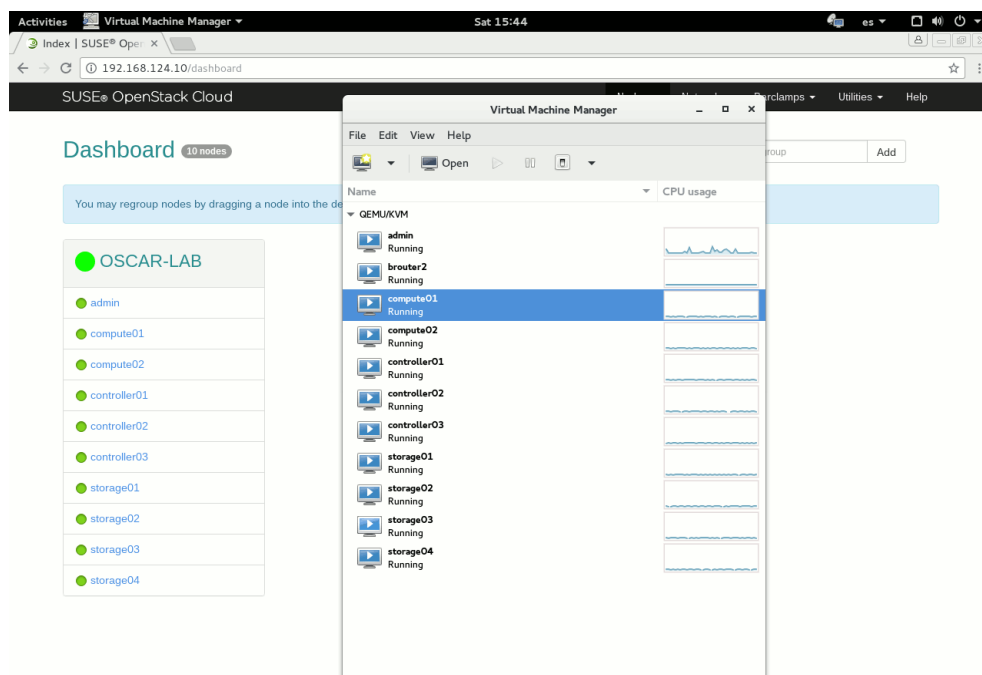 Activities Virtual Machine Manager Sat 15:44 es
Index | SUSE® Open
192.168.124.10/dashboard
SUSE® OpenStack Cloud Utilities Help
Virtual Machine Manager
File Edit View Help
Dashboard 10 nodes
Open
Add
Name CPU usage
You may regroup nodes by dragging a node into the
QEMU/KVM
admin
Running
brouter2
Running
compute01
Running
compute02
Running
controller01
Running
controller02
Running
controller03
Running
storage01
Running
storage02
Running
storage03
Running
storage04
Running
OSCAR-LAB
admin
compute01
compute02
controller01
controller02
controller03
storage01
storage02
storage03
storage04